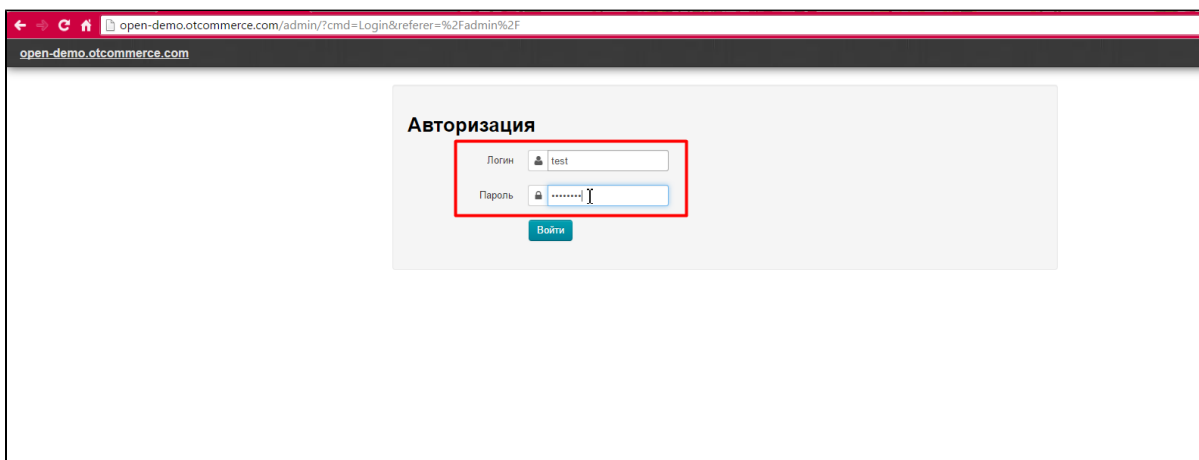 open-demo.otcommerce.com/admin/?cmd=Login&referer=%2Fadmin%2F
open-demo.otcommerce.com
Авторизация
Логин test
Пароль ••••••••
Войти